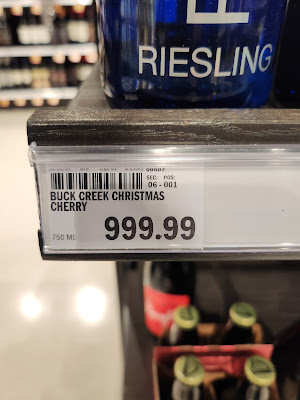 RIESLING
00007
SEC: POS:
06-001
BUCK CREEK CHRISTMAS
CHERRY
750 ML
999.99